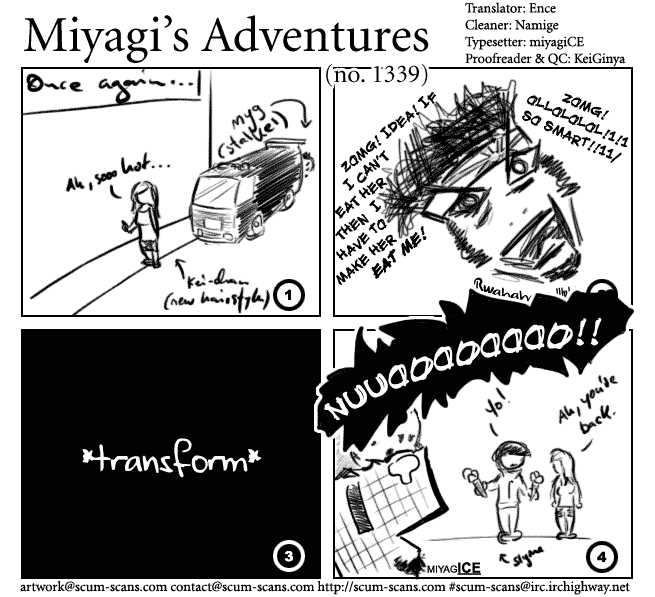 Miyagi's Adventures
(no. 1339)
Translator: Ence
Cleaner: Namige
Typesetter: miyagiCE
Proofreader & QC: KeiGinya
Once again...
myg
(stalker)
Ah, sooo hot...
Kei-chan
(new hairstyle)
1
ZOMG! IDEA! IF
I CAN'T
EAT HER
THEN I
HAVE TO
MAKE HER
EAT ME!
ZOMG!
OLLOLOLOL!1!1
SO SMART!!11/
Rwahah
*transform*
3
NUUOOOOOOOO!!
Yo!
Ah, you're
back.
MIYAGICE
4
artwork@scum-scans.com contact@scum-scans.com http://scum-scans.com #scum-scans@irc.irchighway.net